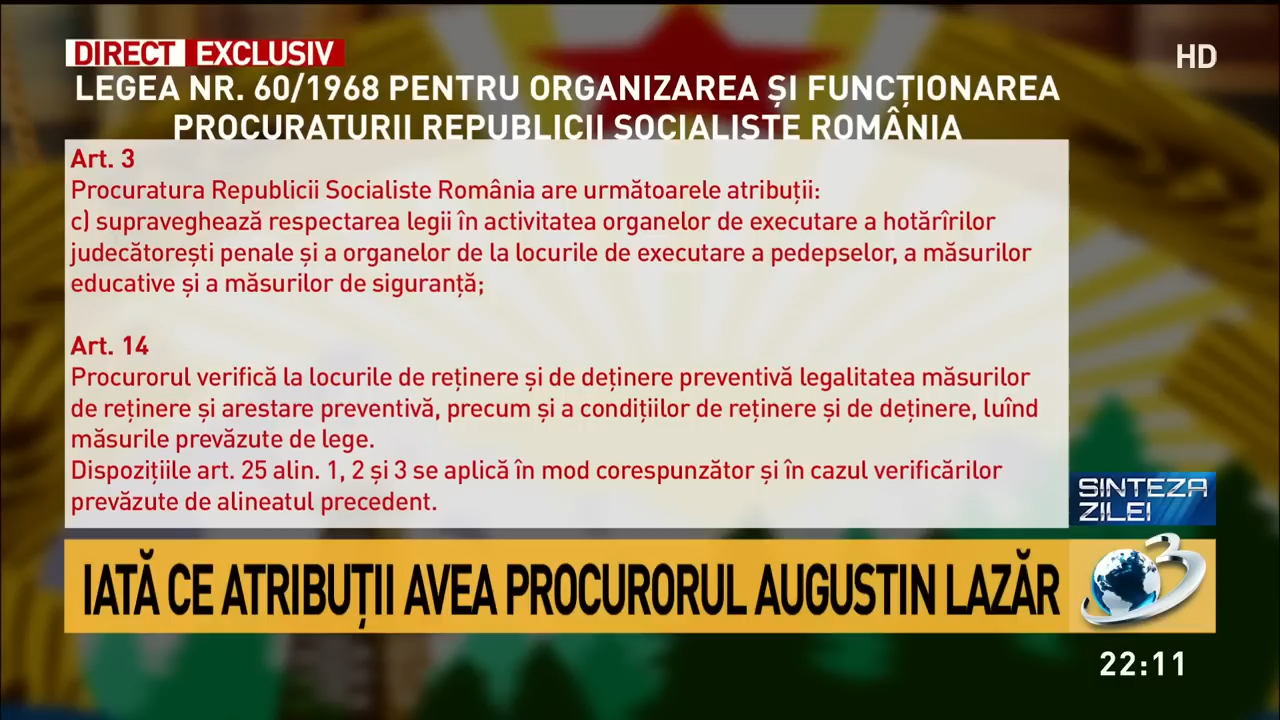 DIRECT EXCLUSIV
HD
LEGEA NR. 60/1968 PENTRU ORGANIZAREA ȘI FUNCȚIONAREA
PROCURATURII REPUBLICII SOCIALISTE ROMÂNIA
Art. 3
Procuratura Republicii Socialiste România are următoarele atribuții:
c) supraveghează respectarea legii în activitatea organelor de executare a hotărîrilor
judecătorești penale și a organelor de la locurile de executare a pedepselor, a măsurilor
educative și a măsurilor de siguranță;
Art. 14
Procurorul verifică la locurile de reținere și de deținere preventivă legalitatea măsurilor
de reținere și arestare preventivă, precum și a condițiilor de reținere și de deținere, luînd
măsurile prevăzute de lege.
Dispozițiile art. 25 alin. 1, 2 și 3 se aplică în mod corespunzător și în cazul verificărilor
prevăzute de alineatul precedent.
SINTEZA
ZILEI
IATĂ CE ATRIBUȚII AVEA PROCURORUL AUGUSTIN LAZĂR
3
22:11